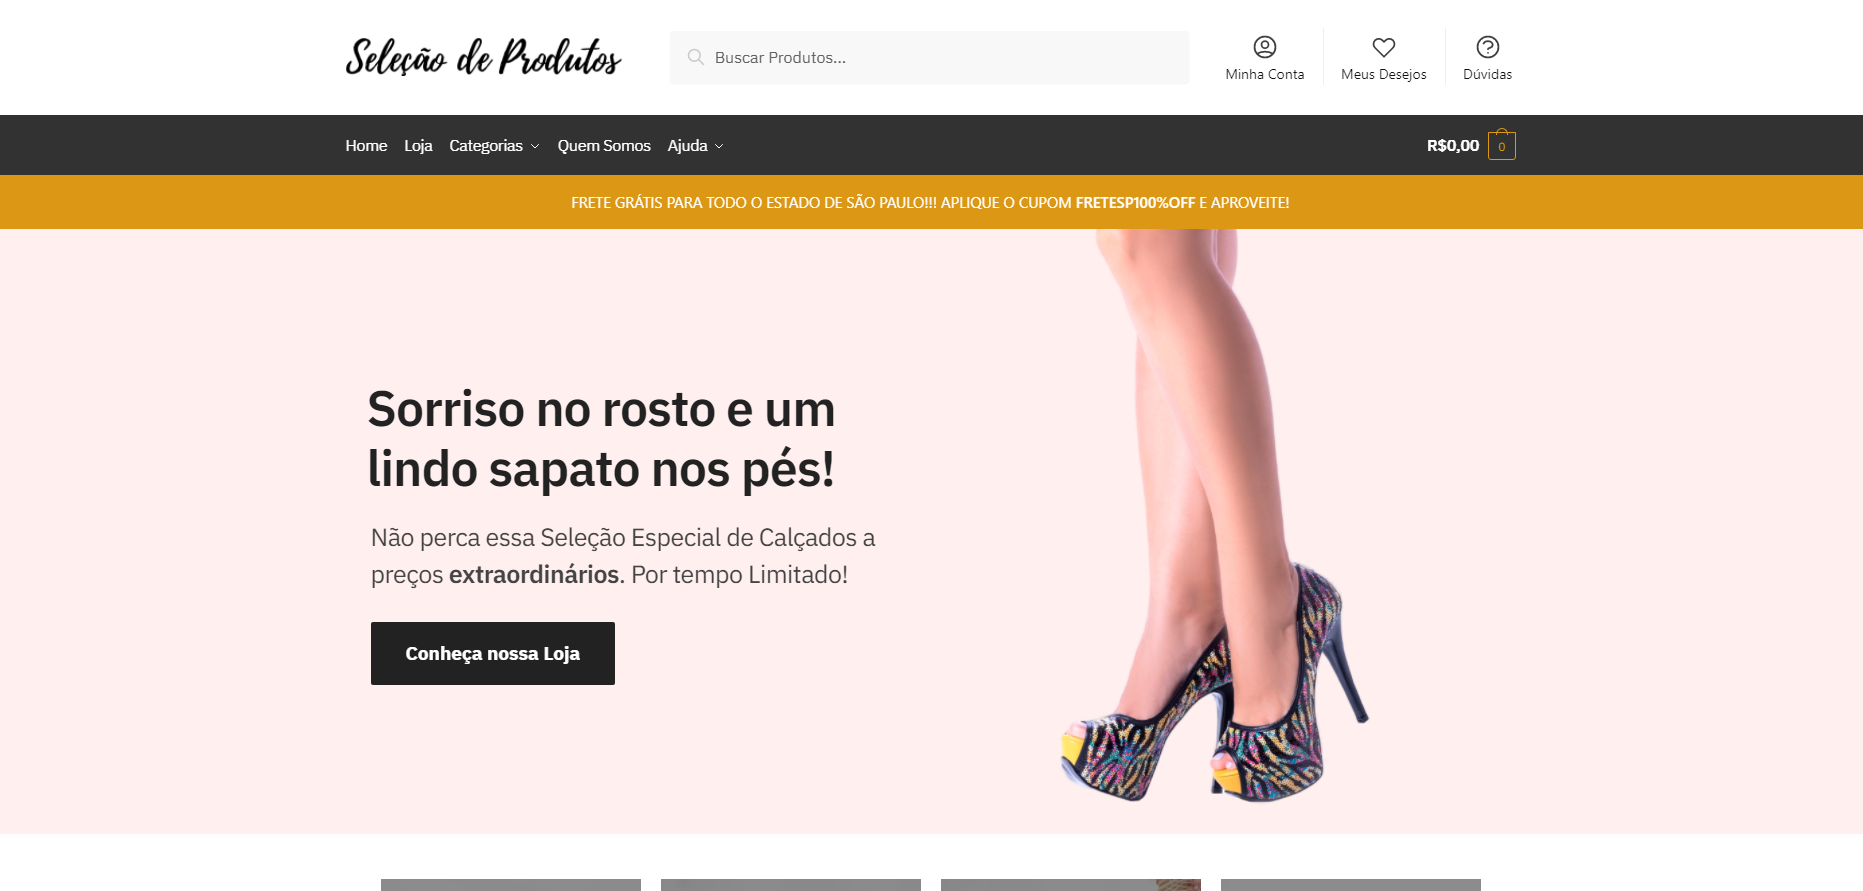 Seleção de Produtos
Buscar Produtos...
Minha Conta
Meus Desejos
Dúvidas
Home
Loja
Categorias
Quem Somos
Ajuda
R$0,00
0
FRETE GRÁTIS PARA TODO O ESTADO DE SÃO PAULO!!! APLIQUE O CUPOM FRETESP100%OFF E APROVEITE!
Sorriso no rosto e um
lindo sapato nos pés!
Não perca essa Seleção Especial de Calçados a
preços extraordinários. Por tempo Limitado!
Conheça nossa Loja